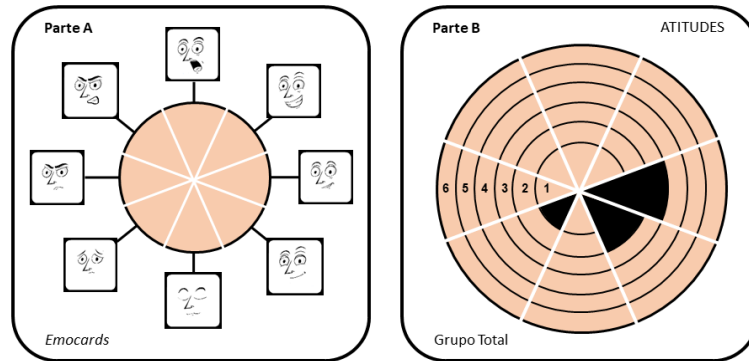 Parte A
Emocards
Parte B
ATITUDES
6 5 4 3 2 1
Grupo Total